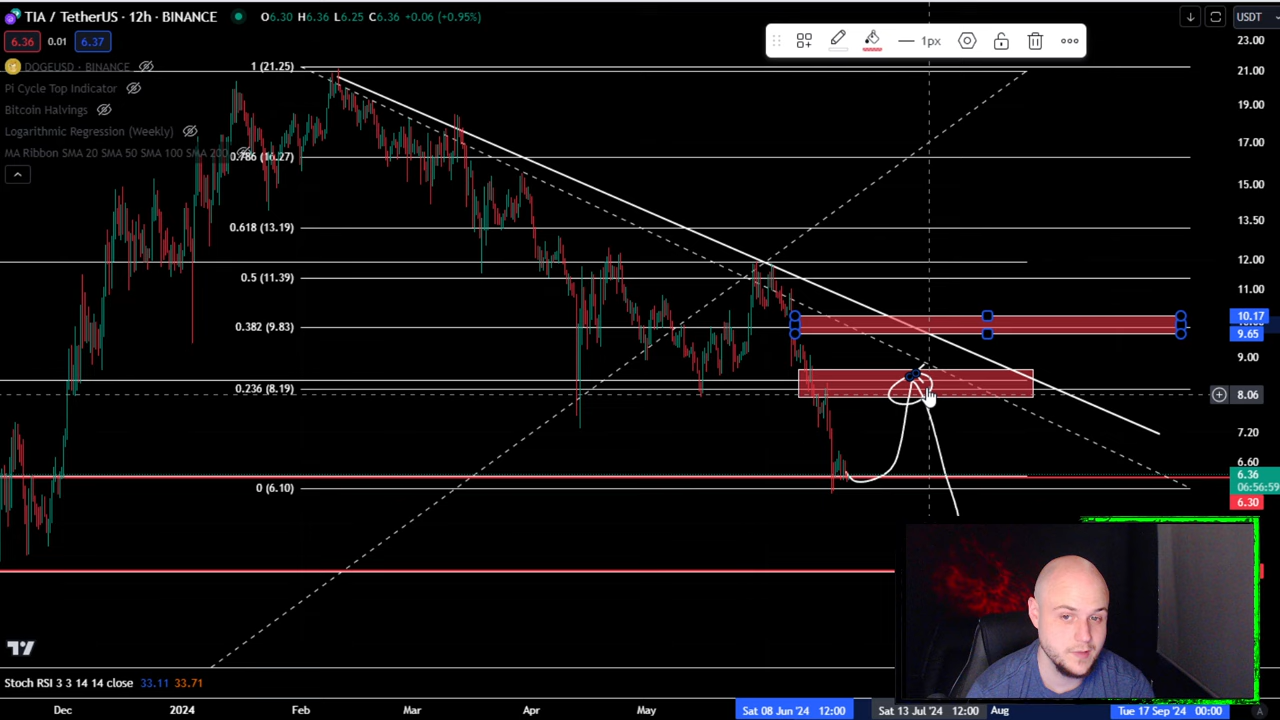 TIA / TetherUS · 12h · BINANCE O6.30 H6.36 L6.25 C6.36 +0.06 (+0.95%) USDT
6.36 0.01 6.37 1px
DOGEUSD · BINANCE
Pi Cycle Top Indicator
Bitcoin Halvings
Logarithmic Regression (Weekly)
MA Ribbon SMA 20 SMA 50 SMA 100 SMA 200
1 (21.25)
0.786 (16.27)
0.618 (13.19)
0.5 (11.39)
0.382 (9.83)
0.236 (8.19)
0 (6.10)
23.00
21.00
19.00
17.00
15.00
13.50
12.00
11.00
10.17
9.65
9.00
8.06
7.20
6.60
6.36
06:56:59
6.30
Stoch RSI 3 3 14 14 close 33.11 33.71
Dec 2024 Feb Mar Apr May Sat 08 Jun '24 12:00 Sat 13 Jul '24 12:00 Aug Tue 17 Sep '24 00:00